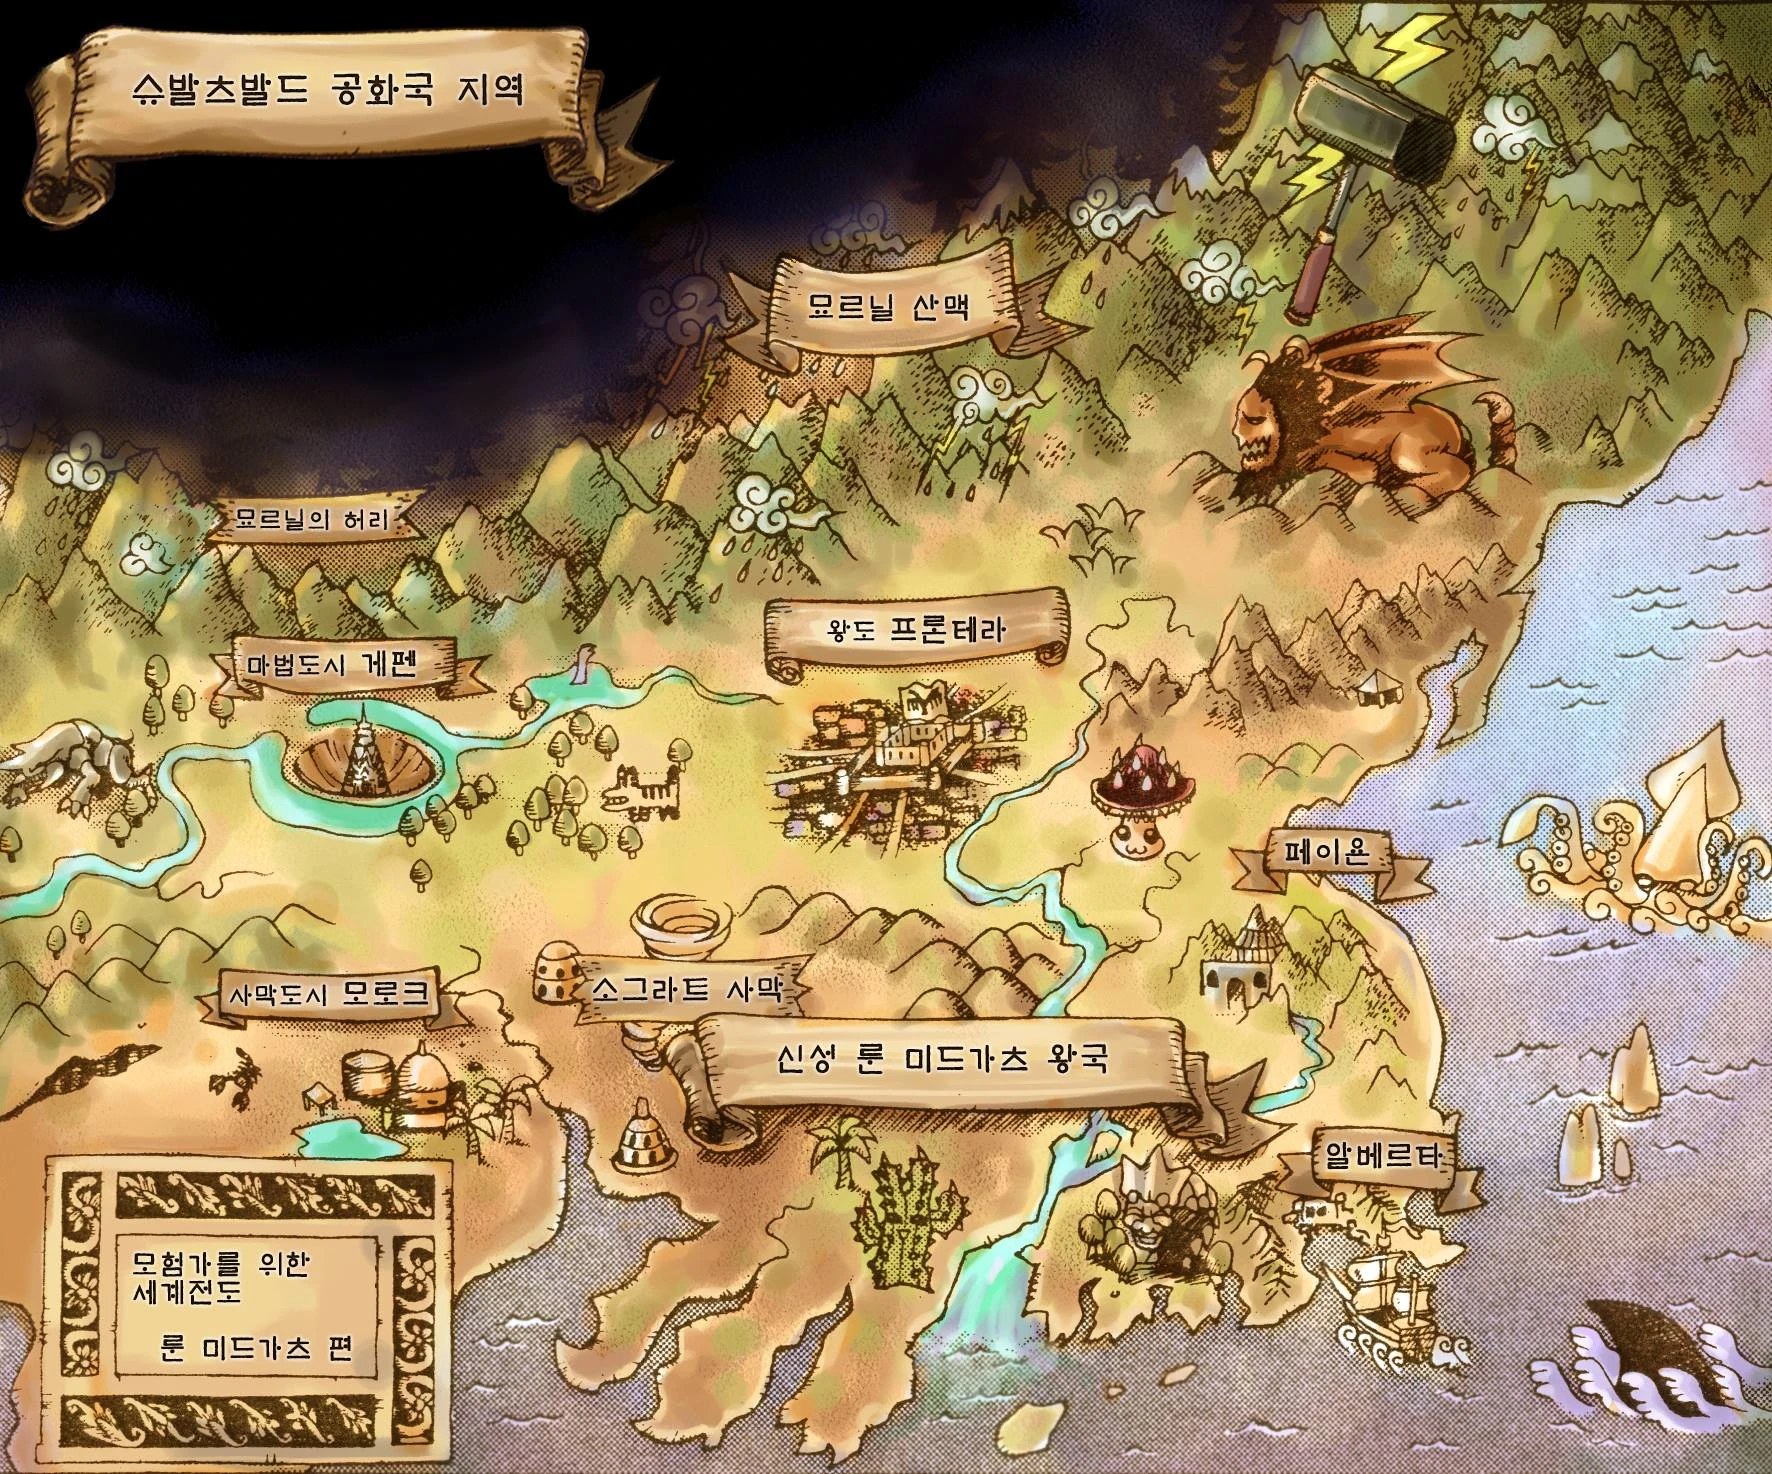 슈발츠발드 공화국 지역
묘르닐 산맥
묘르닐의 허리
왕도 프론테라
마법도시 게펜
페이욘
소그라트 사막
사막도시 모로크
신성 룬 미드가츠 왕국
알베르타
모험가를 위한
세계전도
룬 미드가츠 편